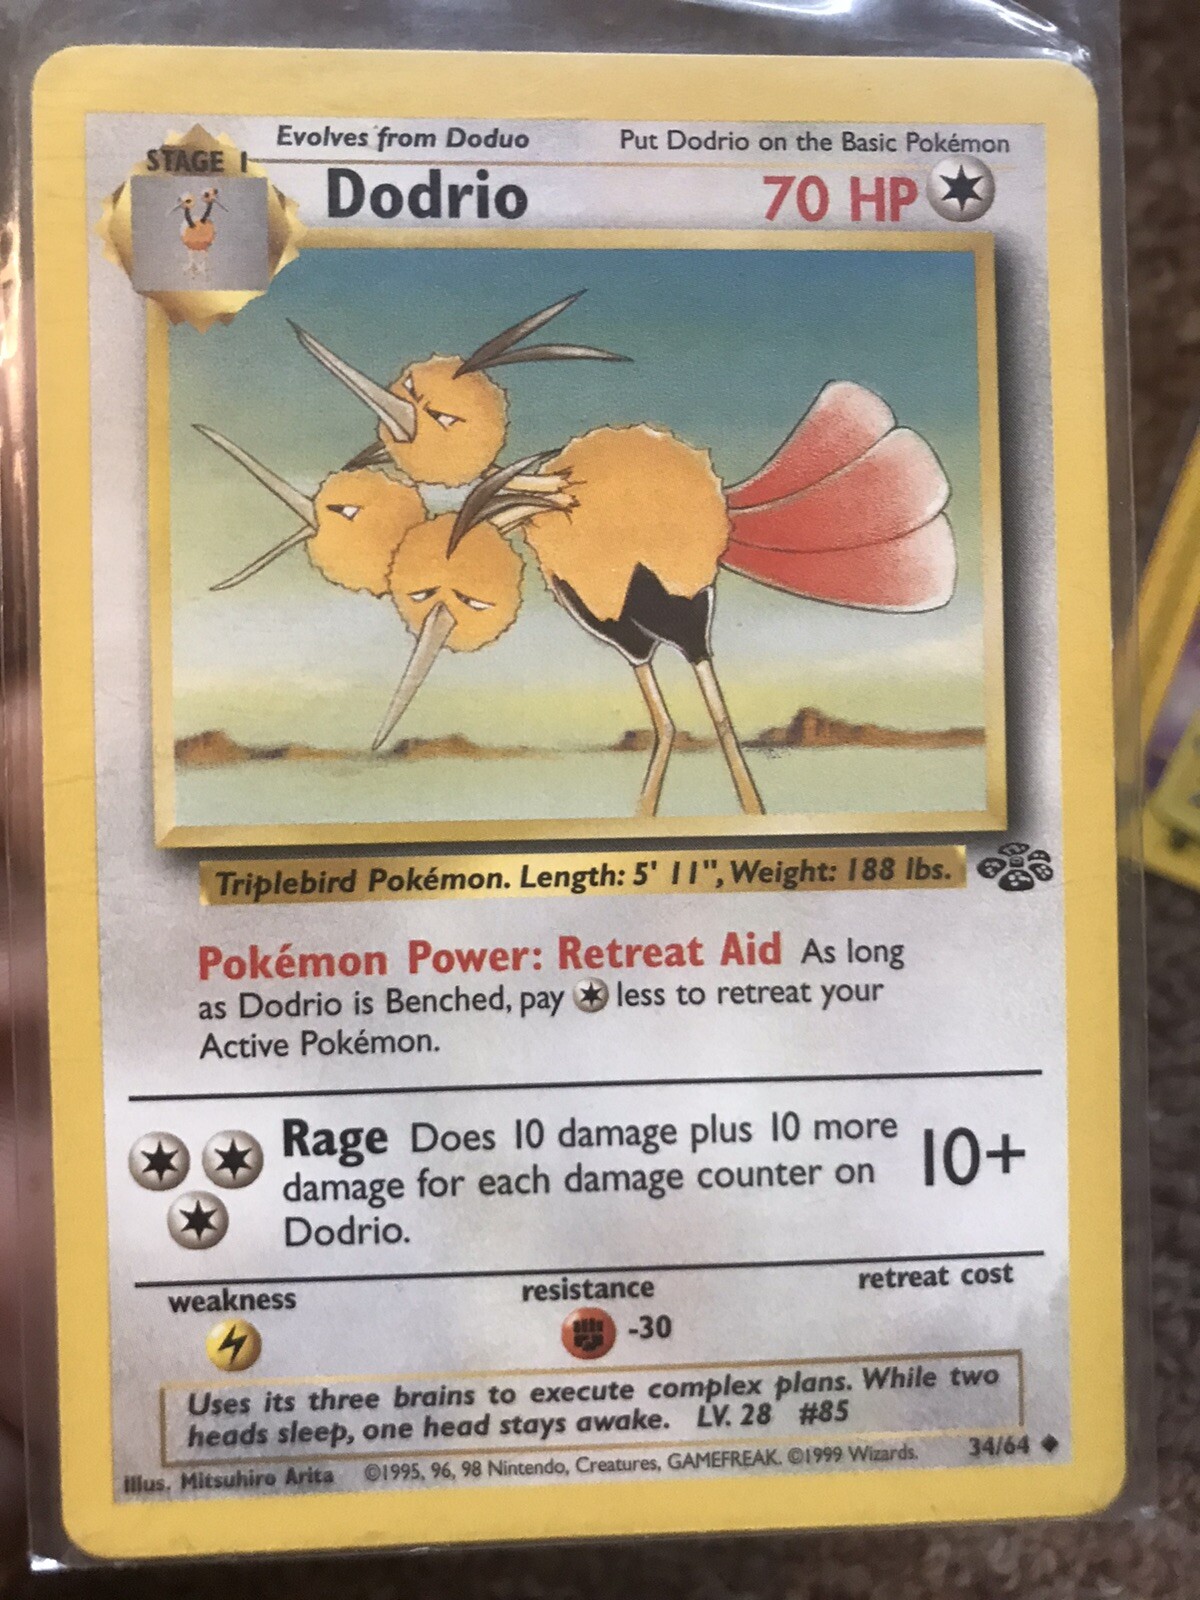 Evolves from Doduo
Put Dodrio on the Basic Pokémon
STAGE 1
Dodrio
70 HP
Triplebird Pokémon. Length: 5' 11", Weight: 188 lbs.
Pokémon Power: Retreat Aid As long
as Dodrio is Benched, pay less to retreat your
Active Pokémon.
Rage Does 10 damage plus 10 more
damage for each damage counter on
Dodrio.
10+
weakness
resistance
retreat cost
-30
Uses its three brains to execute complex plans. While two
heads sleep, one head stays awake. LV. 28 #85
Illus. Mitsuhiro Arita ©1995, 96, 98 Nintendo, Creatures, GAMEFREAK. ©1999 Wizards. 34/64